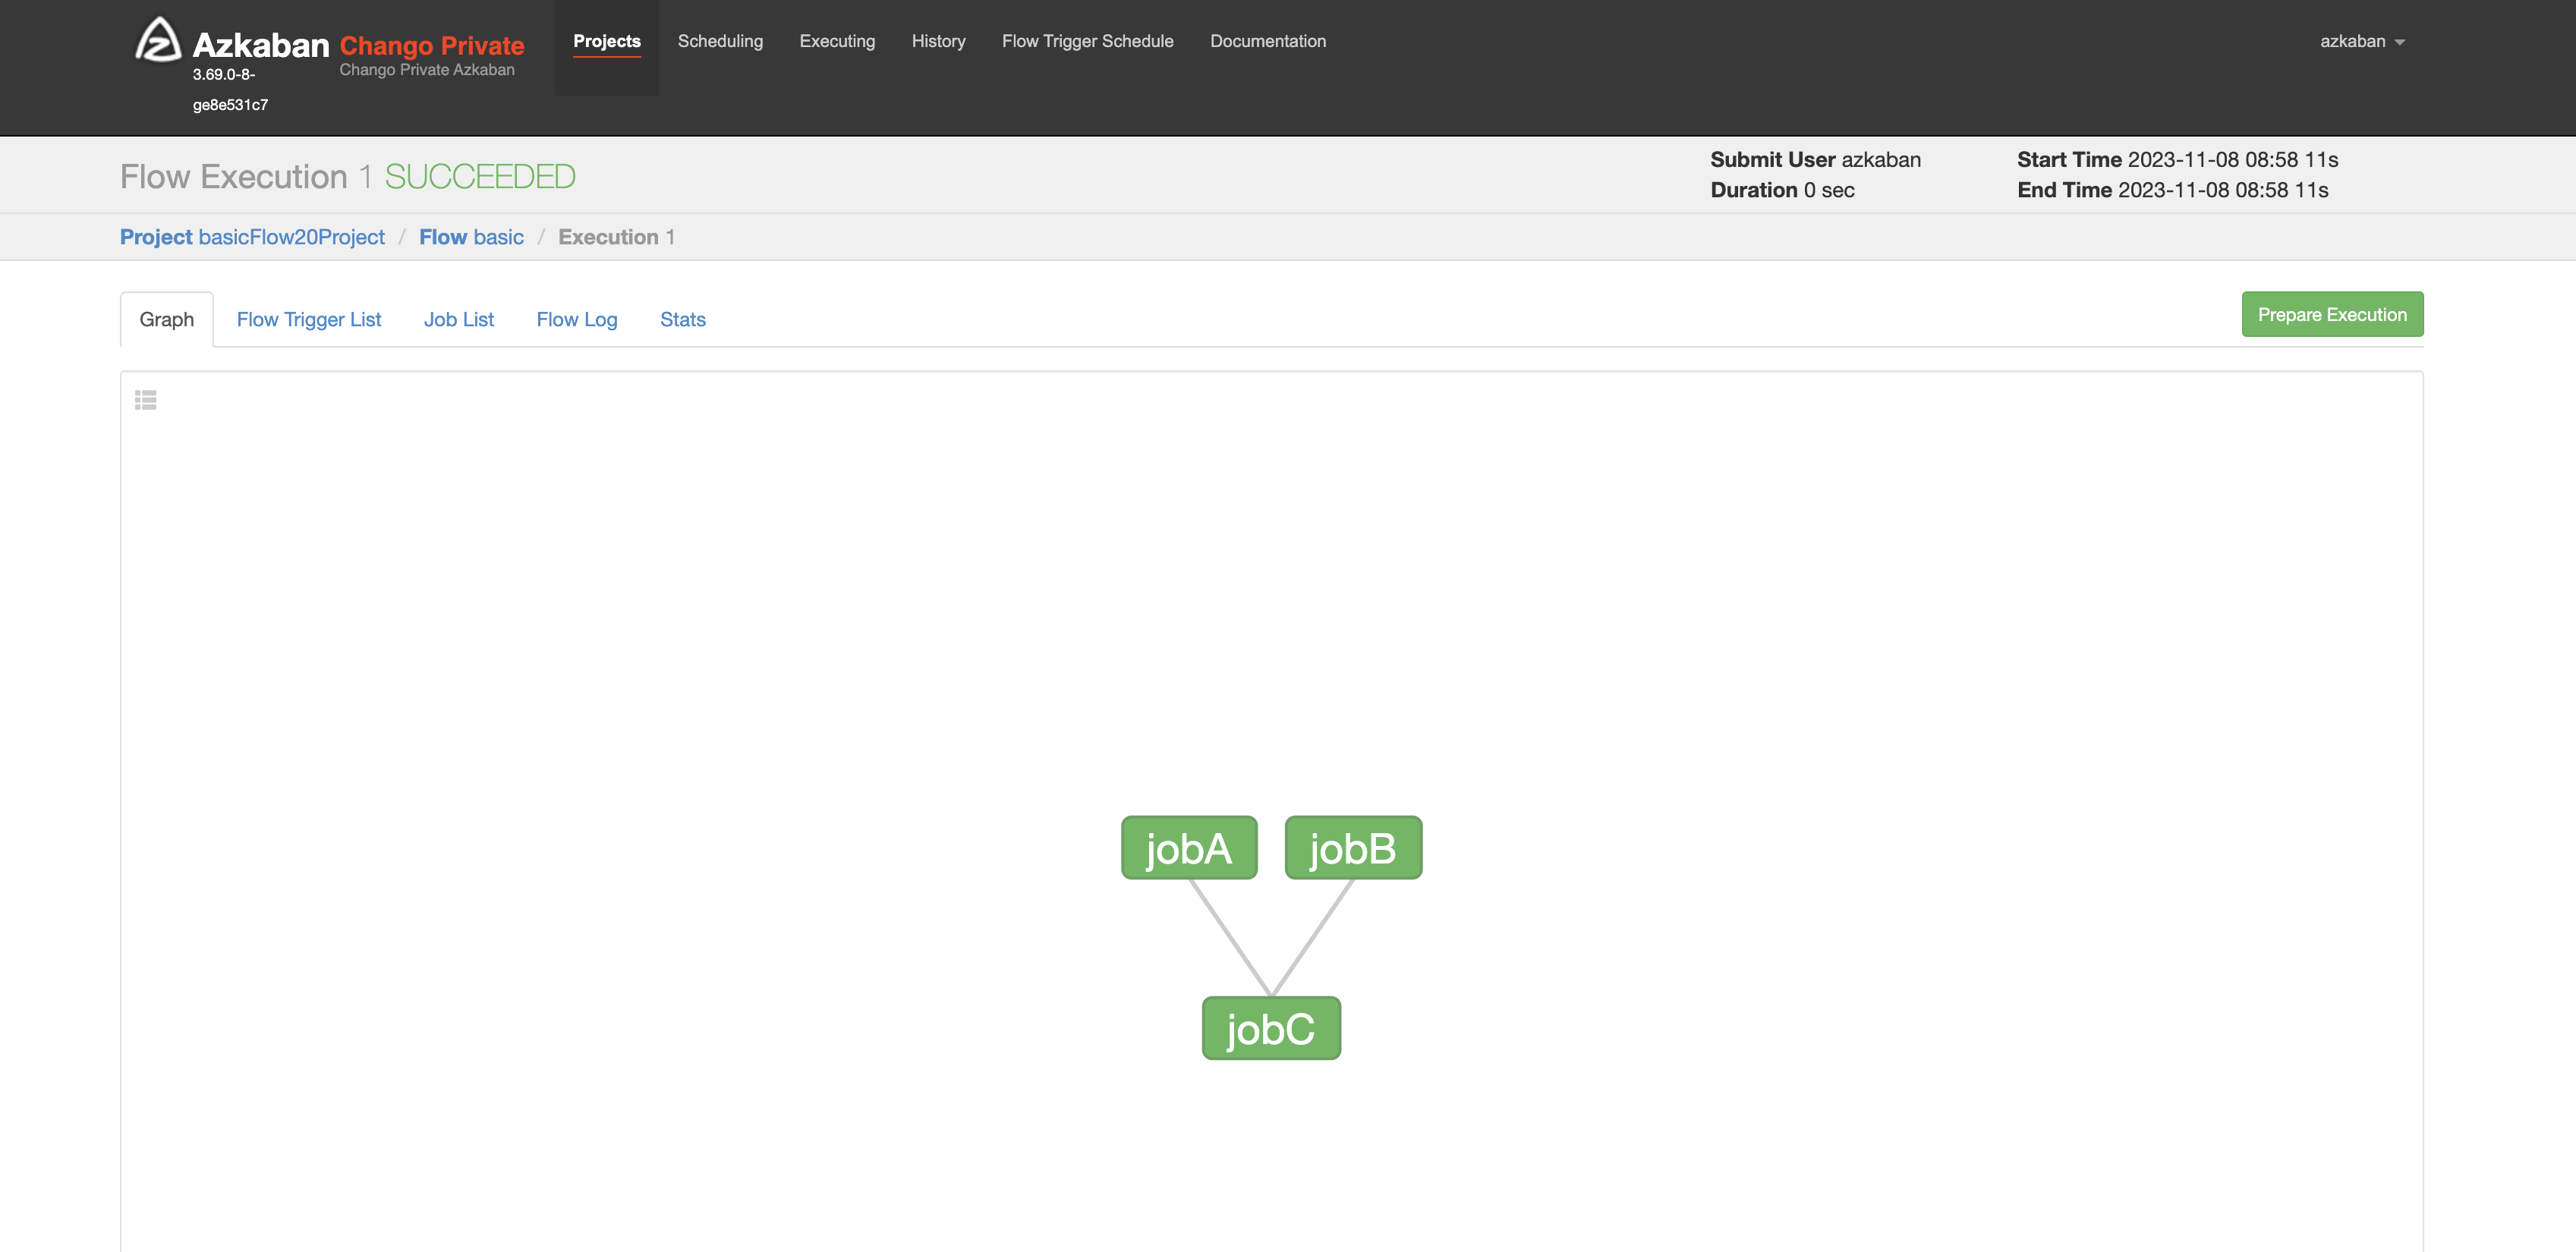 Azkaban Chango Private
3.69.0-8-
ge8e531c7
Chango Private Azkaban
Projects Scheduling Executing History Flow Trigger Schedule Documentation
azkaban
Flow Execution 1 SUCCEEDED
Submit User azkaban
Duration 0 sec
Start Time 2023-11-08 08:58 11s
End Time 2023-11-08 08:58 11s
Project basicFlow20Project / Flow basic / Execution 1
Graph Flow Trigger List Job List Flow Log Stats
Prepare Execution
jobA jobB
jobC